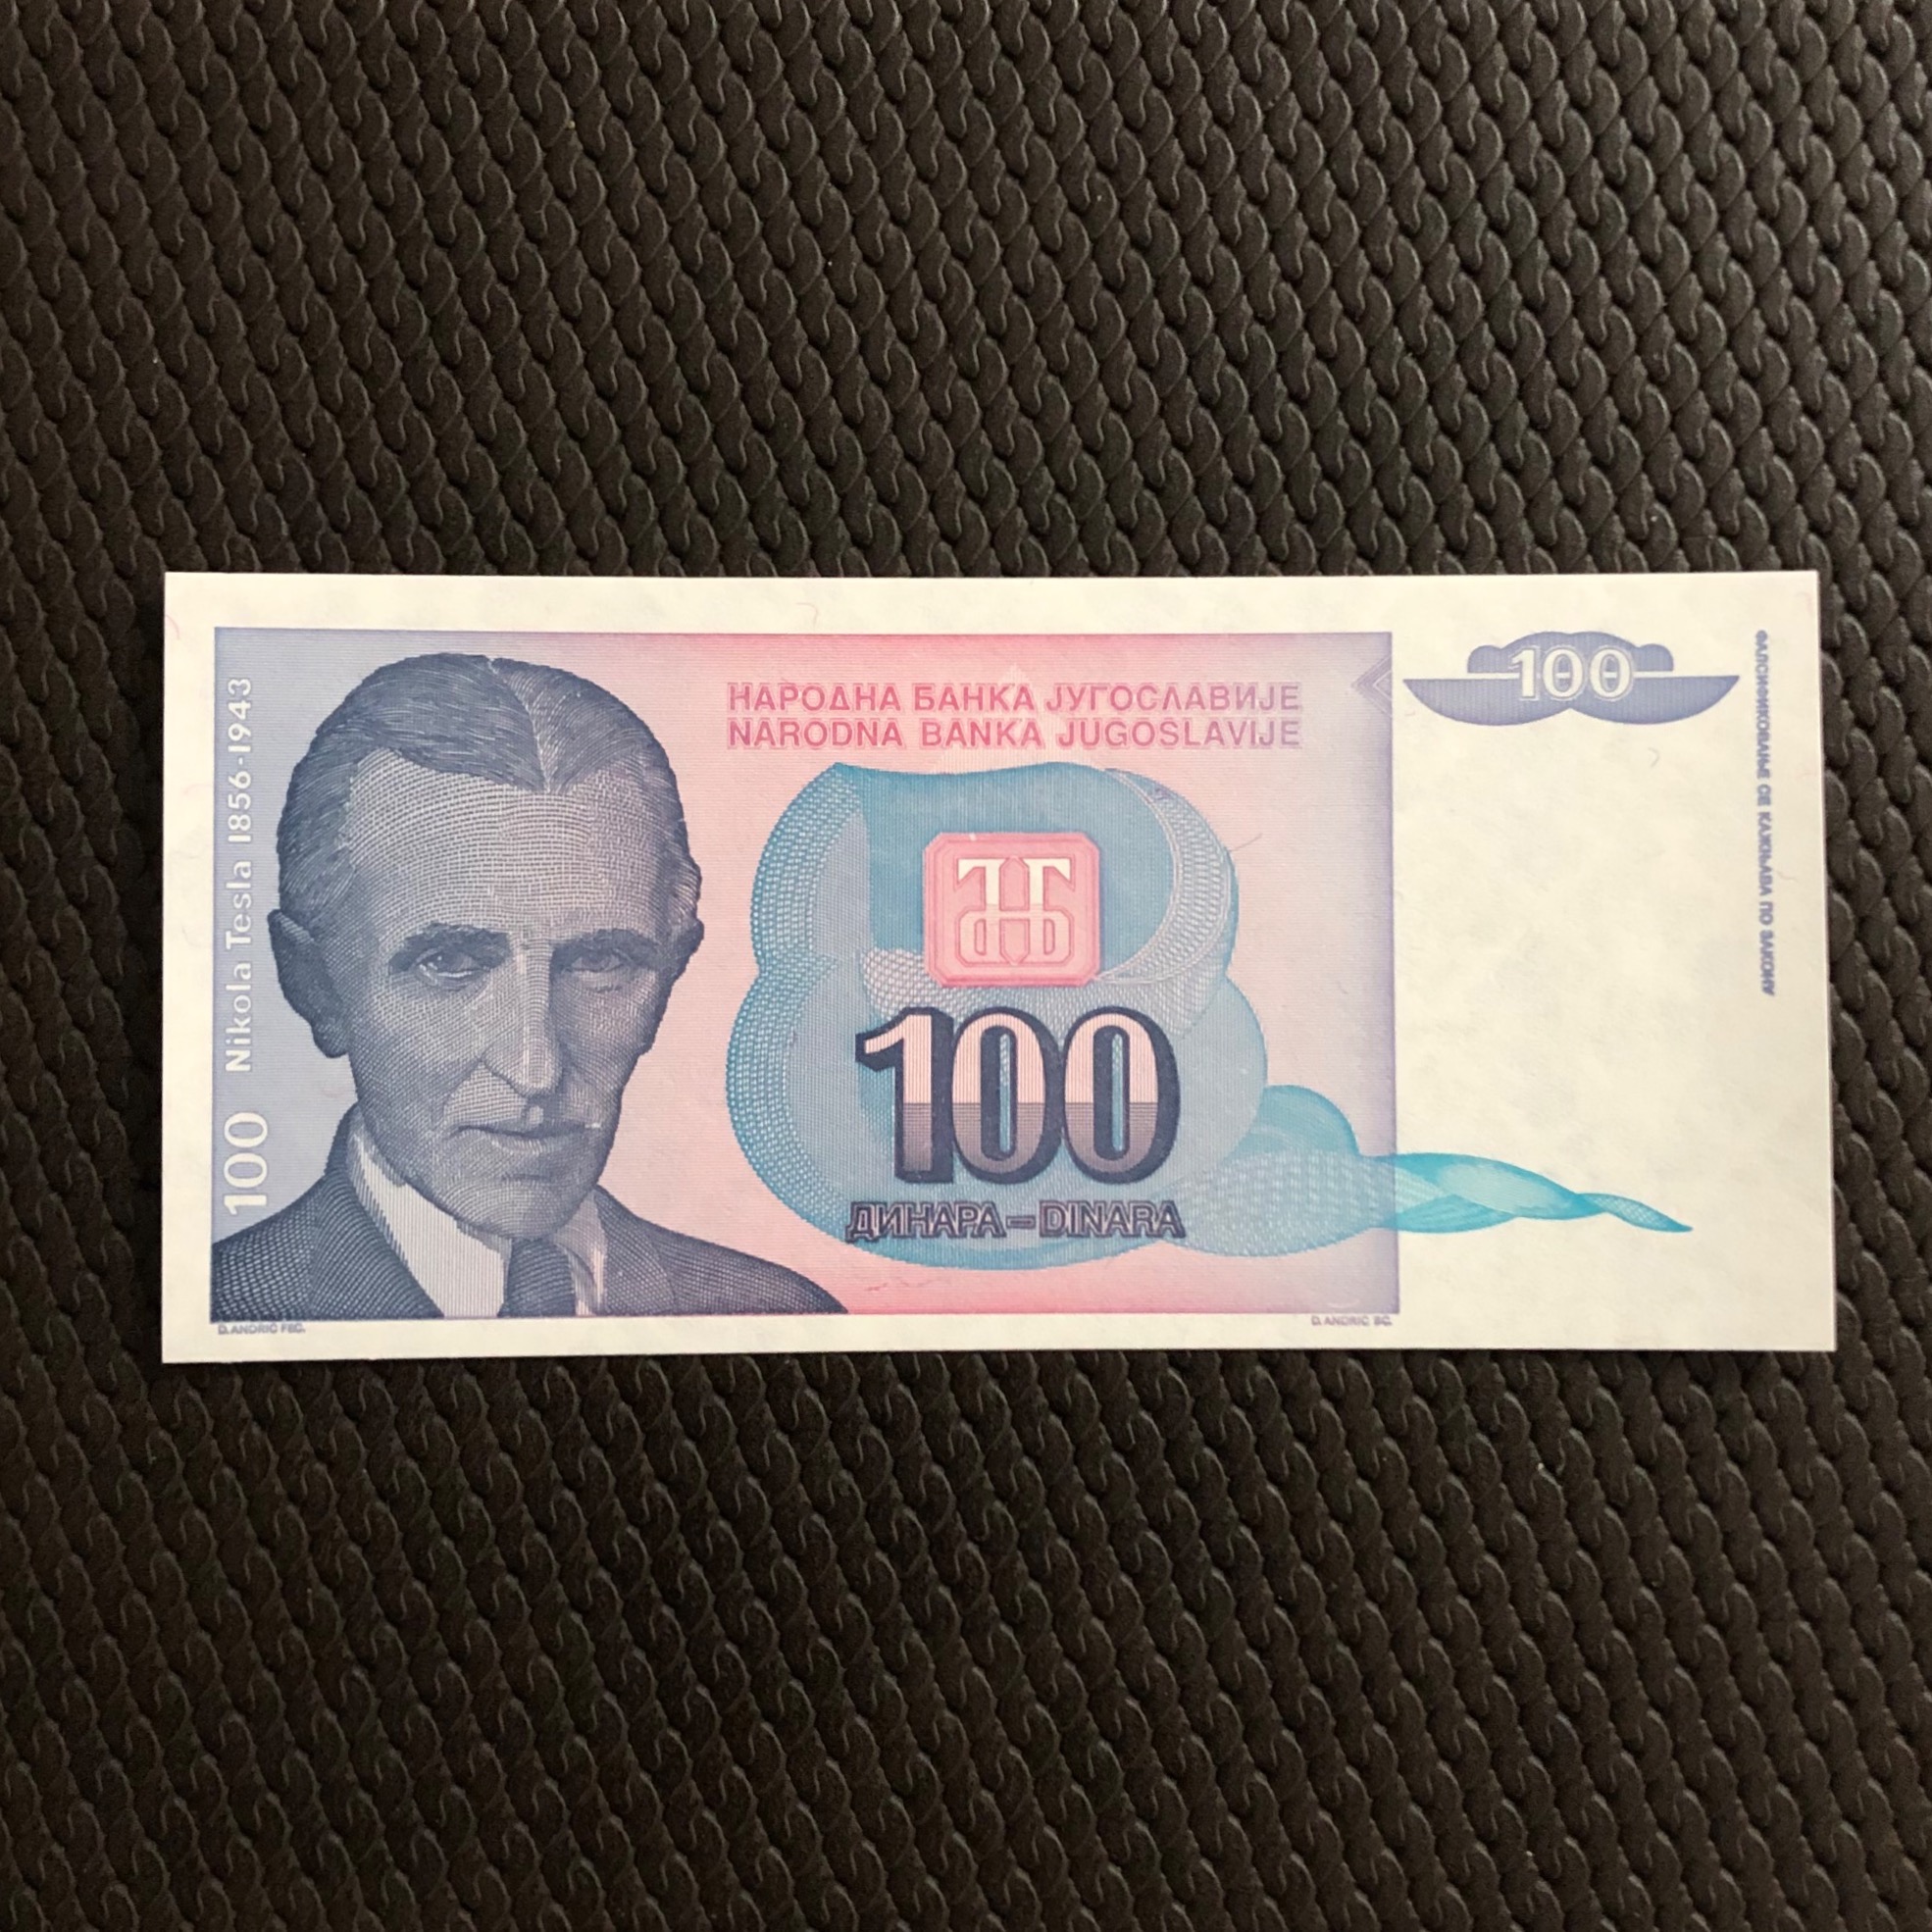 100 Nikola Tesla 1856-1943
НАРОДНА БАНКА ЈУГОСЛАВИЈЕ
NARODNA BANKA JUGOSLAVIJE
НБЈ
100
ДИНАРА-DINARA
100
ФАЛСИФИКОВАЊЕ СЕ КАЖЊАВА ПО ЗАКОНУ
D. ANDRIĆ FEC.
D. ANDRIĆ SC.